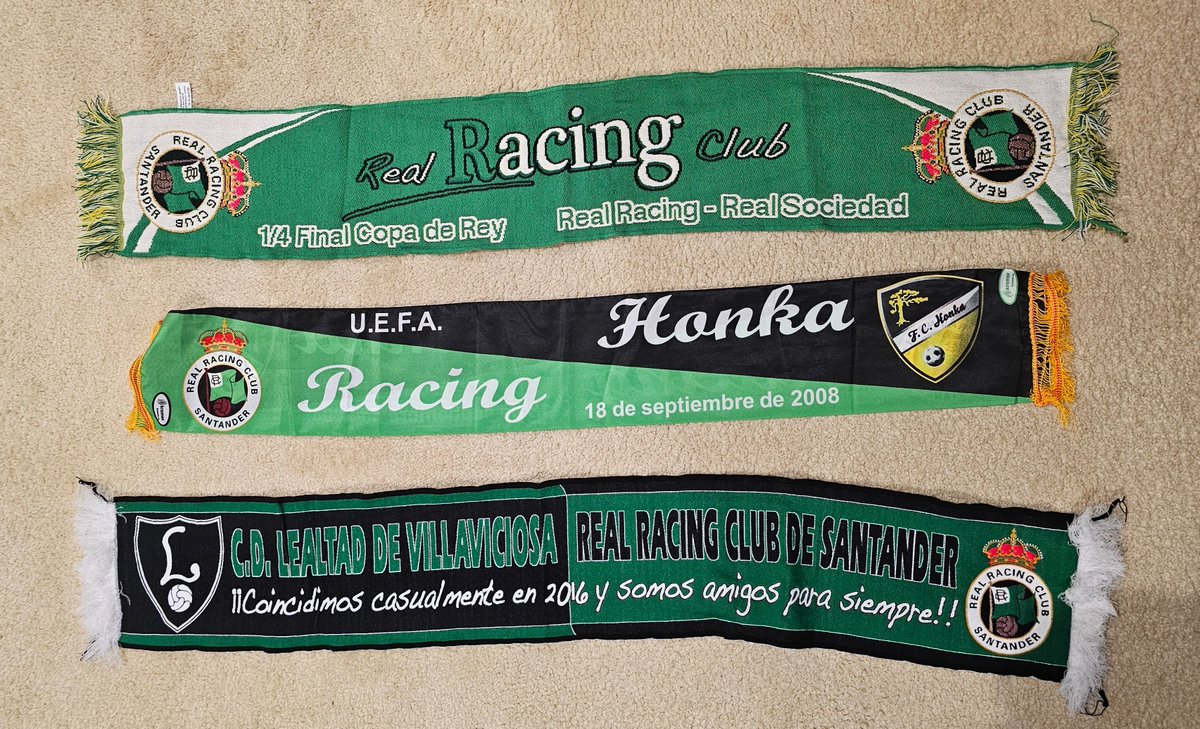 Real Racing Club
1/4 Final Copa de Rey
Real Racing - Real Sociedad
REAL RACING CLUB
SANTANDER
REAL RACING CLUB
SANTANDER
U.E.F.A.
Honka
F.C. Honka
Racing
18 de septiembre de 2008
REAL RACING CLUB
SANTANDER
L
C.D. LEALTAD DE VILLAVICIOSA
REAL RACING CLUB DE SANTANDER
¡¡Coincidimos casualmente en 2016 y somos amigos para siempre!!
REAL RACING CLUB
SANTANDER